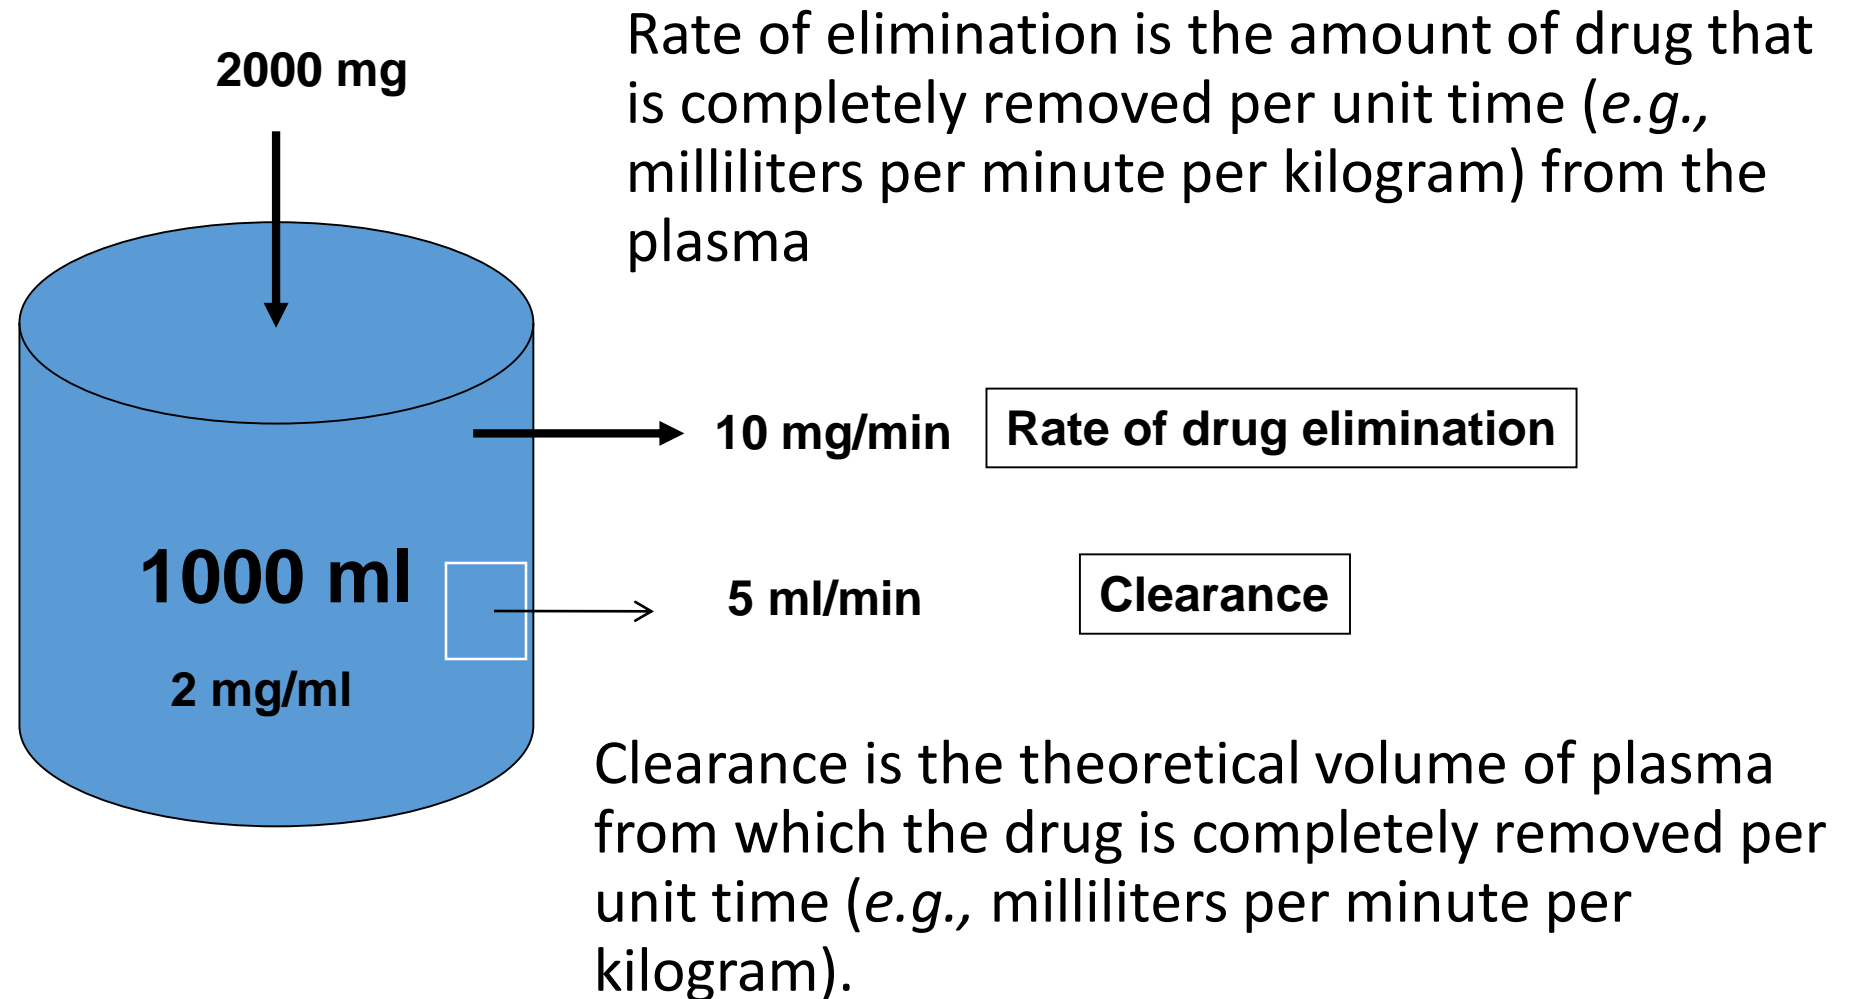 2000 mg
Rate of elimination is the amount of drug that
is completely removed per unit time (e.g.,
milliliters per minute per kilogram) from the
plasma
10 mg/min
Rate of drug elimination
1000 ml
5 ml/min
Clearance
2 mg/ml
Clearance is the theoretical volume of plasma
from which the drug is completely removed per
unit time (e.g., milliliters per minute per
kilogram).